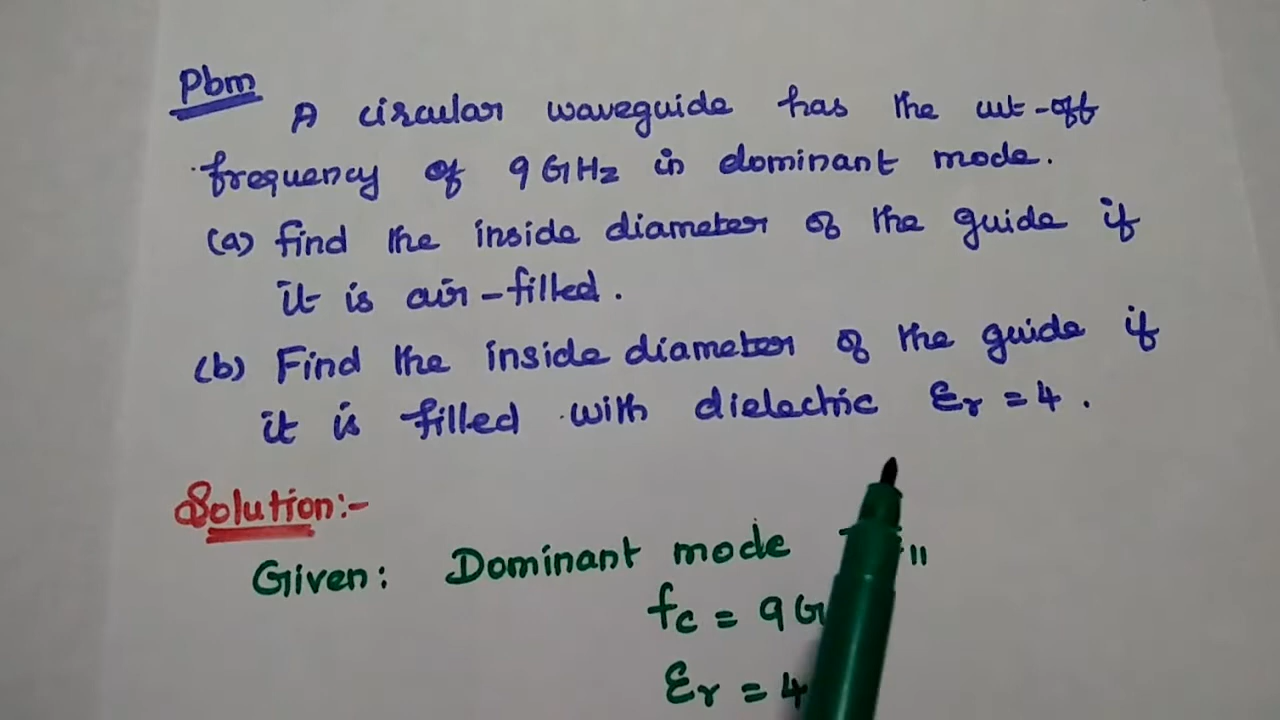 Pbm
A circular waveguide has the cut-off
frequency of 9 GHz in dominant mode.
(a) find the inside diameter of the guide if
it is air-filled.
(b) Find the inside diameter of the guide if
it is filled with dielectric εr = 4.
Solution:-
Given: Dominant mode
fc = 9 G
εr = 4